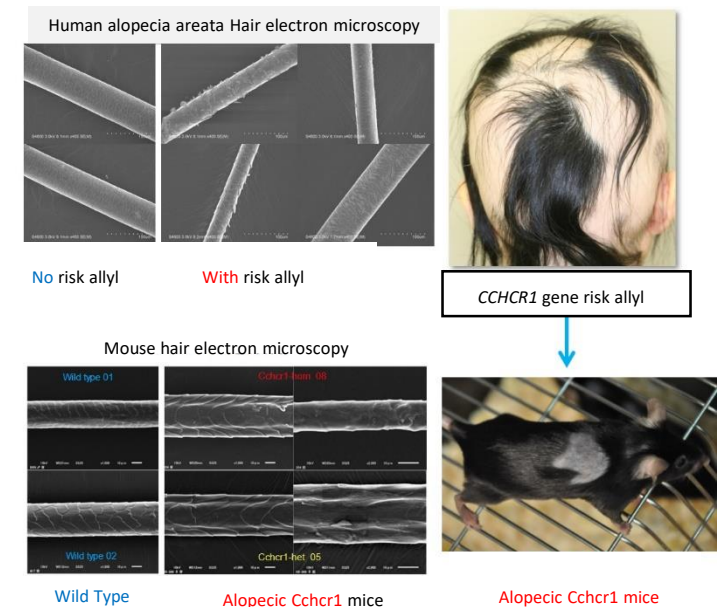 Human alopecia areata Hair electron microscopy
No risk allyl
With risk allyl
CCHCR1 gene risk allyl
Mouse hair electron microscopy
Wild type 01
Cchcr1-hom 08
Wild type 02
Cchcr1-het 05
Wild Type
Alopecic Cchcr1 mice
Alopecic Cchcr1 mice